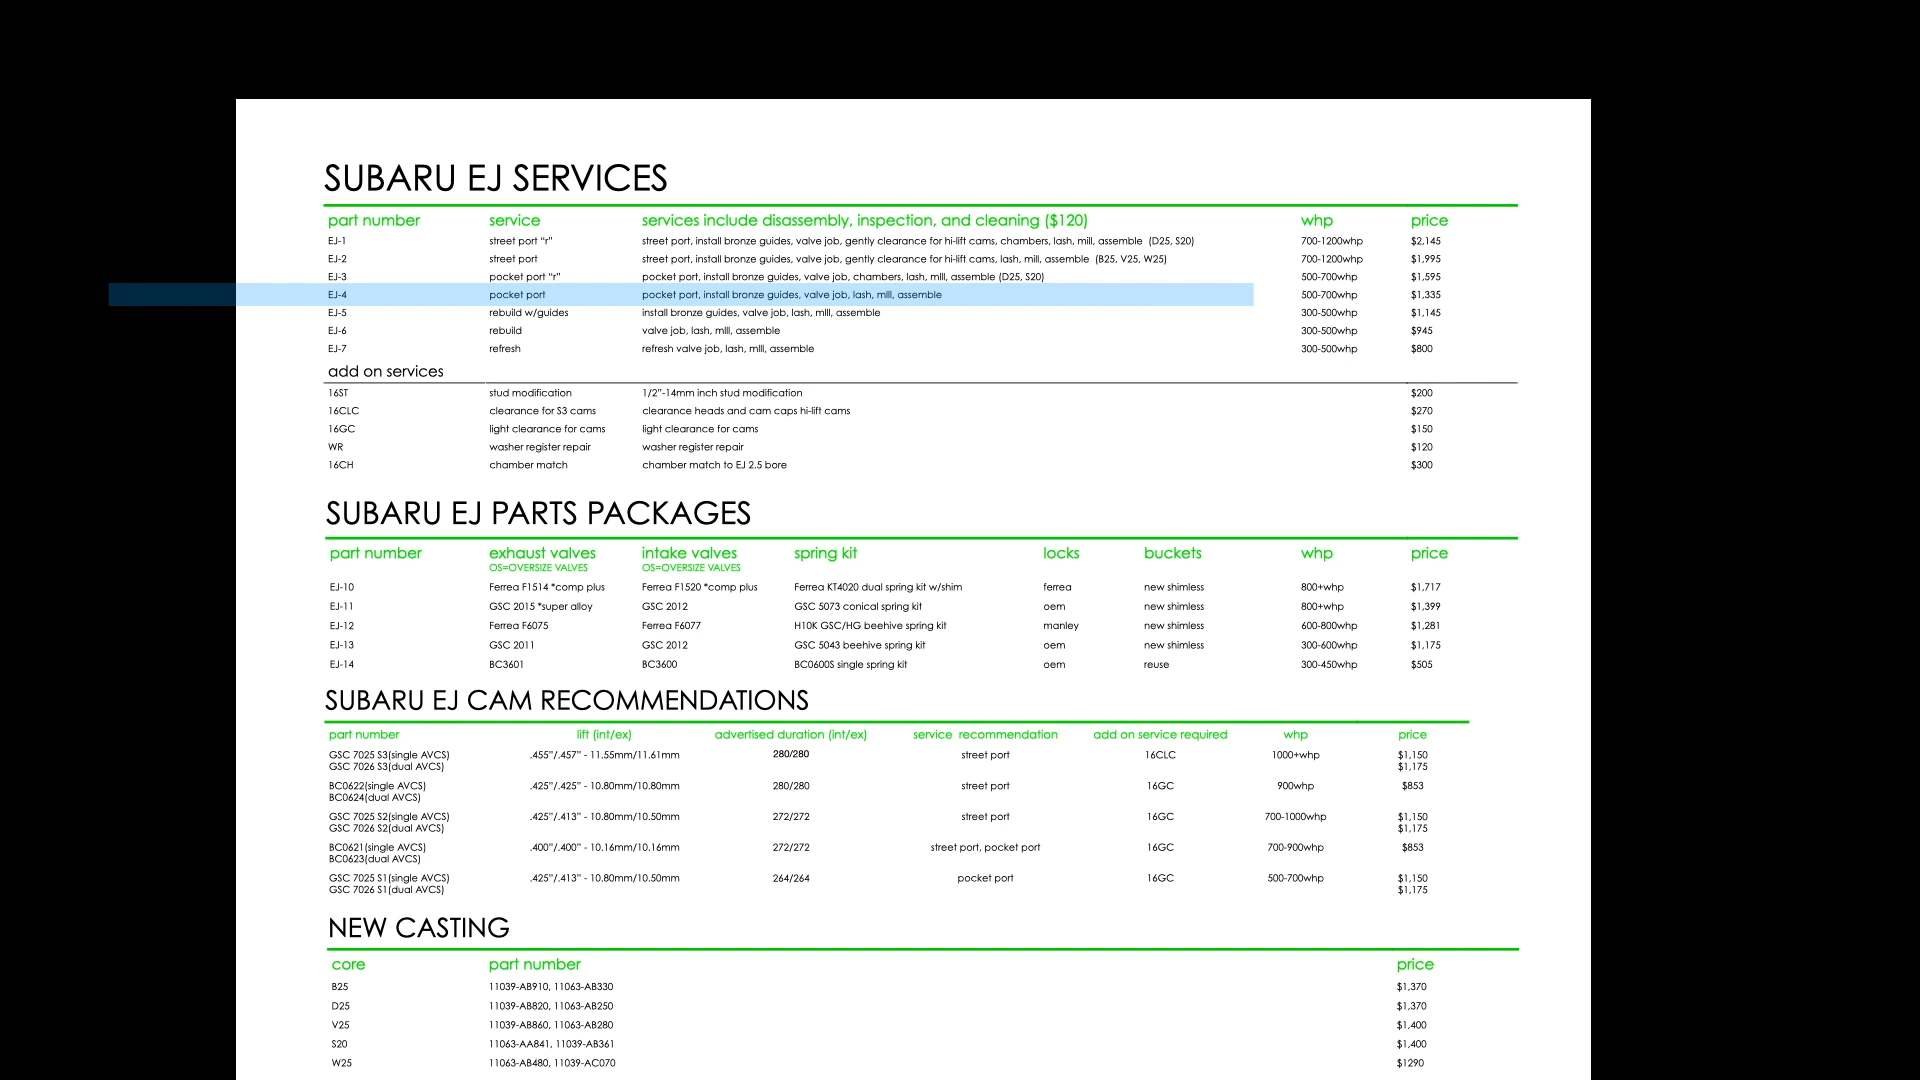 SUBARU EJ SERVICES
part number service services include disassembly, inspection, and cleaning ($120) whp price
EJ-1 street port “r” street port, install bronze guides, valve job, gently clearance for hi-lift cams, chambers, lash, mill, assemble (D25, S20) 700-1200whp $2,145
EJ-2 street port street port, install bronze guides, valve job, gently clearance for hi-lift cams, lash, mill, assemble (B25, V25, W25) 700-1200whp $1,995
EJ-3 pocket port “r” pocket port, install bronze guides, valve job, chambers, lash, mlll, assemble (D25, S20) 500-700whp $1,595
EJ-4 pocket port pocket port, install bronze guides, valve job, lash, mlll, assemble 500-700whp $1,335
EJ-5 rebuild w/guides install bronze guides, valve job, lash, mlll, assemble 300-500whp $1,145
EJ-6 rebuild valve job, lash, mlll, assemble 300-500whp $945
EJ-7 refresh refresh valve job, lash, mlll, assemble 300-500whp $800
add on services
16ST stud modification 1/2”-14mm inch stud modification $200
16CLC clearance for S3 cams clearance heads and cam caps hi-lift cams $270
16GC light clearance for cams light clearance for cams $150
WR washer register repair washer register repair $120
16CH chamber match chamber match to EJ 2.5 bore $300
SUBARU EJ PARTS PACKAGES
part number exhaust valves intake valves spring kit locks buckets whp price
OS=OVERSIZE VALVES OS=OVERSIZE VALVES
EJ-10 Ferrea F1514 *comp plus Ferrea F1520 *comp plus Ferrea KT4020 dual spring kit w/shim ferrea new shimless 800+whp $1,717
EJ-11 GSC 2015 *super alloy GSC 2012 GSC 5073 conical spring kit oem new shimless 800+whp $1,399
EJ-12 Ferrea F6075 Ferrea F6077 H10K GSC/HG beehive spring kit manley new shimless 600-800whp $1,281
EJ-13 GSC 2011 GSC 2012 GSC 5043 beehive spring kit oem new shimless 300-600whp $1,175
EJ-14 BC3601 BC3600 BC0600S single spring kit oem reuse 300-450whp $505
SUBARU EJ CAM RECOMMENDATIONS
part number lift (int/ex) advertised duration (int/ex) service recommendation add on service required whp price
GSC 7025 S3(single AVCS) .455”/.457” - 11.55mm/11.61mm 280/280 street port 16CLC 1000+whp $1,150
GSC 7026 S3(dual AVCS) $1,175
BC0622(single AVCS) .425”/.425” - 10.80mm/10.80mm 280/280 street port 16GC 900whp $853
BC0624(dual AVCS)
GSC 7025 S2(single AVCS) .425”/.413” - 10.80mm/10.50mm 272/272 street port 16GC 700-1000whp $1,150
GSC 7026 S2(dual AVCS) $1,175
BC0621(single AVCS) .400”/.400” - 10.16mm/10.16mm 272/272 street port, pocket port 16GC 700-900whp $853
BC0623(dual AVCS)
GSC 7025 S1(single AVCS) .425”/.413” - 10.80mm/10.50mm 264/264 pocket port 16GC 500-700whp $1,150
GSC 7026 S1(dual AVCS) $1,175
NEW CASTING
core part number price
B25 11039-AB910, 11063-AB330 $1,370
D25 11039-AB820, 11063-AB250 $1,370
V25 11039-AB860, 11063-AB280 $1,400
S20 11063-AA841, 11039-AB361 $1,400
W25 11063-AB480, 11039-AC070 $1290